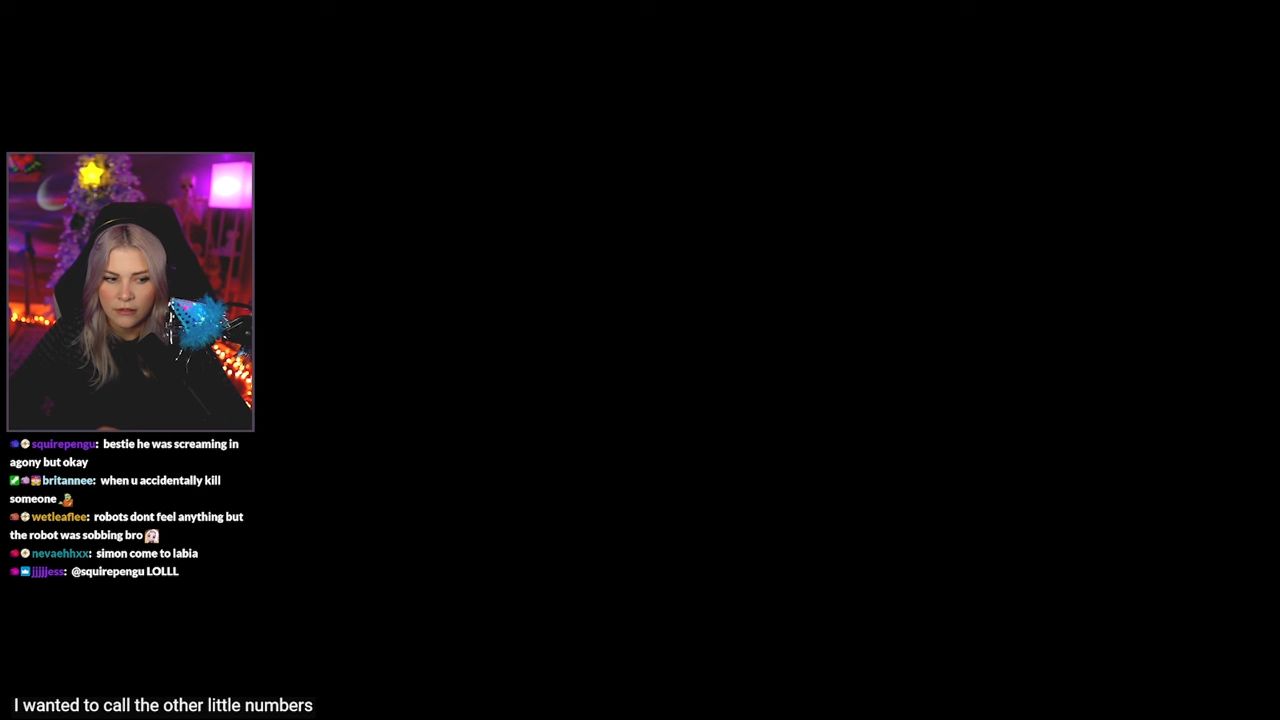 squirepengu: bestie he was screaming in
agony but okay
britannee: when u accidentally kill
someone
wetleaflee: robots dont feel anything but
the robot was sobbing bro
nevaehhxx: simon come to labia
jjjjjess: @squirepengu LOLLL
I wanted to call the other little numbers